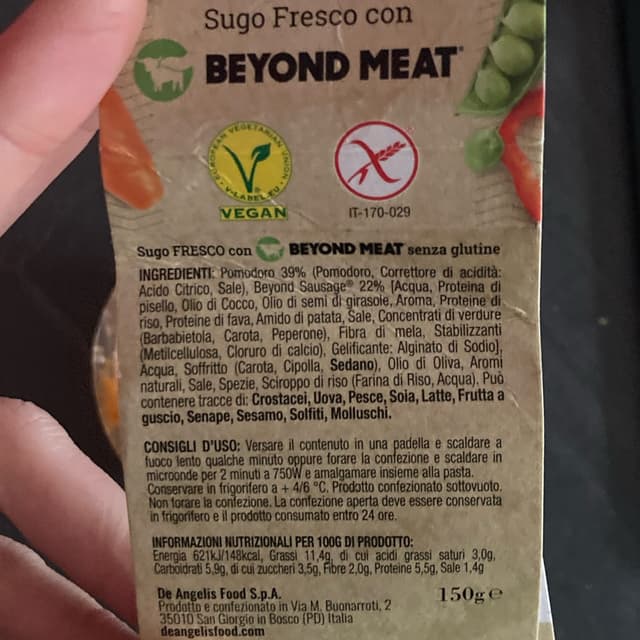 Sugo Fresco con
BEYOND MEAT®
EUROPEAN VEGETARIAN UNION
V-LABEL.EU
VEGAN
IT-170-029
Sugo FRESCO con BEYOND MEAT senza glutine
INGREDIENTI: Pomodoro 39% (Pomodoro, Correttore di acidità:
Acido Citrico, Sale), Beyond Sausage® 22% [Acqua, Proteina di
pisello, Olio di Cocco, Olio di semi di girasole, Aroma, Proteine di
riso, Proteine di fava, Amido di patata, Sale, Concentrati di verdure
(Barbabietola, Carota, Peperone), Fibra di mela, Stabilizzanti
(Metilcellulosa, Cloruro di calcio), Gelificante: Alginato di Sodio],
Acqua, Soffritto (Carota, Cipolla, Sedano), Olio di Oliva, Aromi
naturali, Sale, Spezie, Sciroppo di riso (Farina di Riso, Acqua). Può
contenere tracce di: Crostacei, Uova, Pesce, Soia, Latte, Frutta a
guscio, Senape, Sesamo, Solfiti, Molluschi.
CONSIGLI D'USO: Versare il contenuto in una padella e scaldare a
fuoco lento qualche minuto oppure forare la confezione e scaldare in
microonde per 2 minuti a 750W e amalgamare insieme alla pasta.
Conservare in frigorifero a + 4/6 °C. Prodotto confezionato sottovuoto.
Non forare la confezione. La confezione aperta deve essere conservata
in frigorifero e il prodotto consumato entro 24 ore.
INFORMAZIONI NUTRIZIONALI PER 100G DI PRODOTTO:
Energia 621kJ/148kcal, Grassi 11,4g, di cui acidi grassi saturi 3,0g,
Carboidrati 5,9g, di cui zuccheri 3,5g, Fibre 2,0g, Proteine 5,5g, Sale 1,4g
De Angelis Food S.p.A.
150g e
Prodotto e confezionato in Via M. Buonarroti, 2
35010 San Giorgio in Bosco (PD) Italia
deangelisfood.com